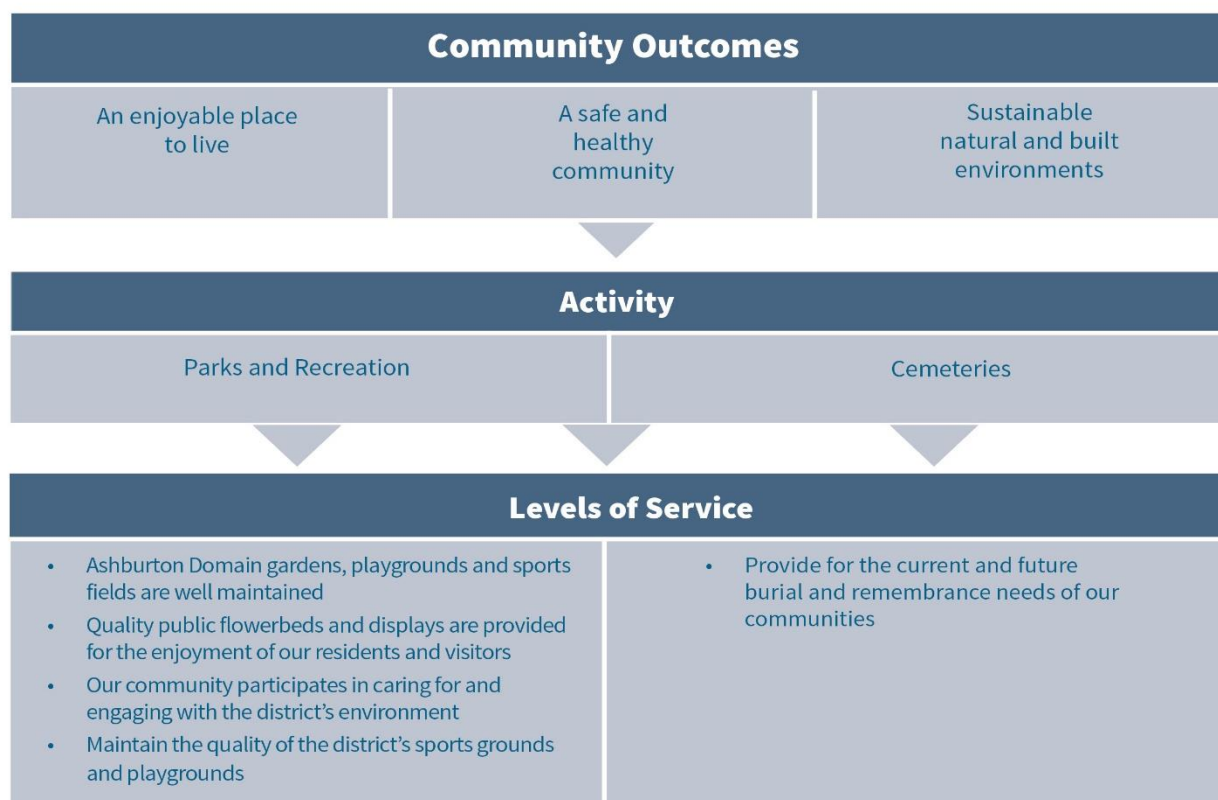 Community Outcomes
An enjoyable place
to live
A safe and
healthy
community
Sustainable
natural and built
environments
Activity
Parks and Recreation
Cemeteries
Levels of Service
• Ashburton Domain gardens, playgrounds and sports
fields are well maintained
• Quality public flowerbeds and displays are provided
for the enjoyment of our residents and visitors
• Our community participates in caring for and
engaging with the district’s environment
• Maintain the quality of the district’s sports grounds
and playgrounds
• Provide for the current and future
burial and remembrance needs of our
communities